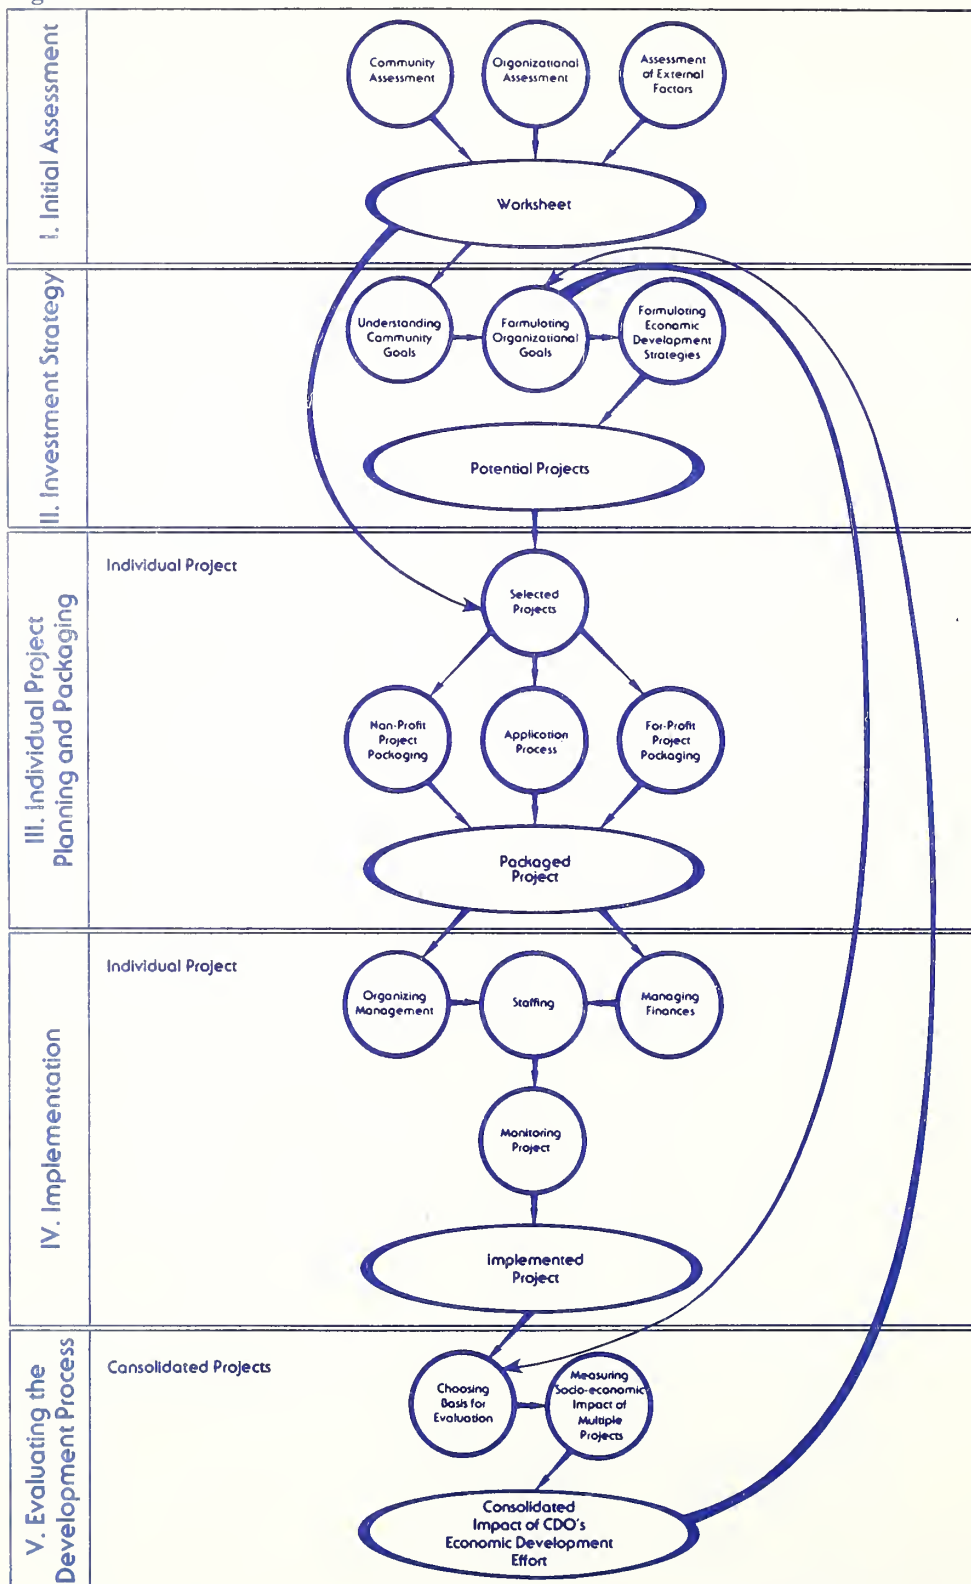 I. Initial Assessment
Community
Assessment
Organizational
Assessment
Assessment
of External
Factors
Worksheet
II. Investment Strategy
Understanding
Community
Goals
Formulating
Organizational
Goals
Formulating
Economic
Development
Strategies
Potential Projects
III. Individual Project
Planning and Packaging
Individual Project
Selected
Projects
Non-Profit
Project
Packaging
Application
Process
For-Profit
Project
Packaging
Packaged
Project
IV. Implementation
Individual Project
Organizing
Management
Staffing
Managing
Finances
Monitoring
Project
Implemented
Project
V. Evaluating the
Development Process
Consolidated Projects
Choosing
Basis for
Evaluation
Measuring
Socio-economic
Impact of
Multiple
Projects
Consolidated
Impact of CDO's
Economic Development
Effort